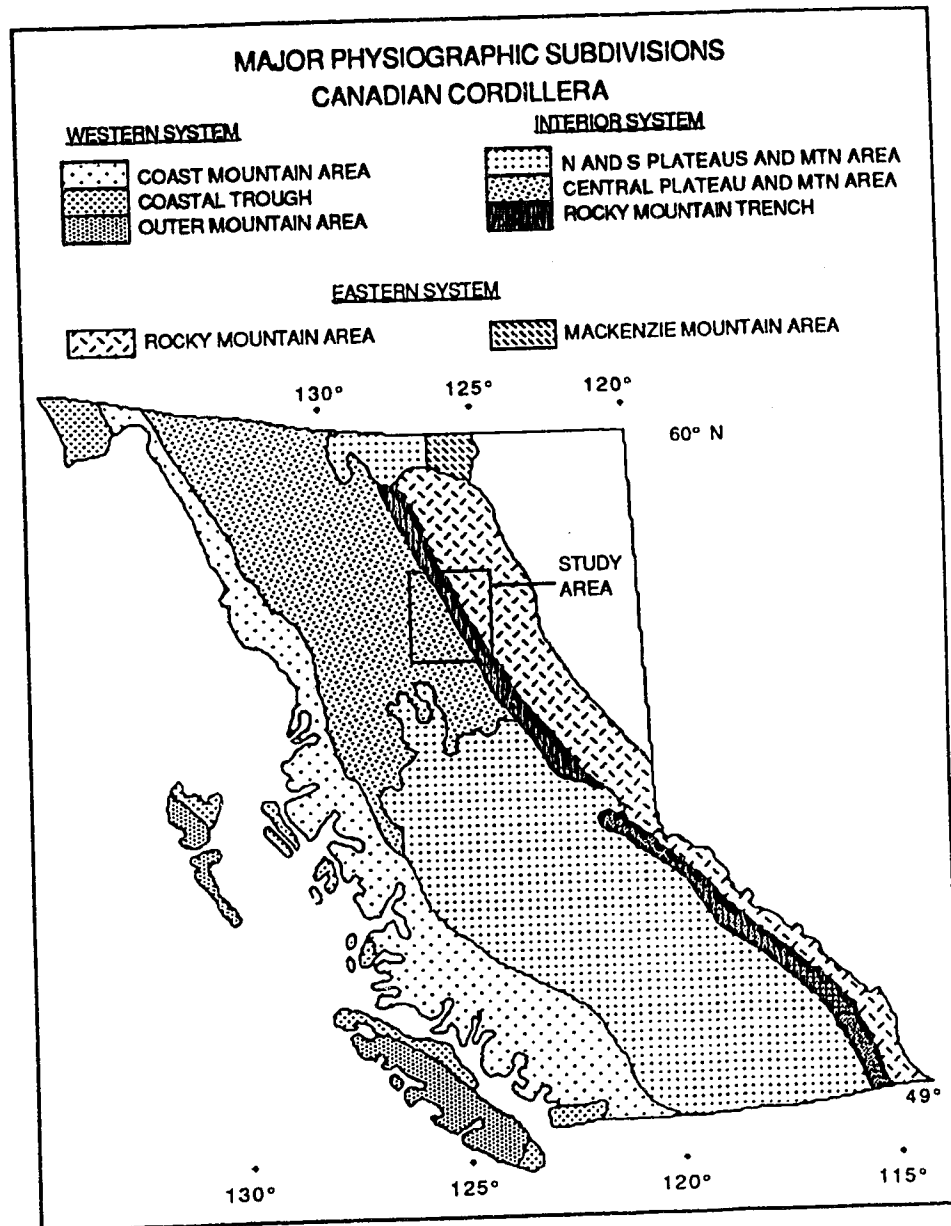 MAJOR PHYSIOGRAPHIC SUBDIVISIONS
CANADIAN CORDILLERA
WESTERN SYSTEM
COAST MOUNTAIN AREA
COASTAL TROUGH
OUTER MOUNTAIN AREA
INTERIOR SYSTEM
N AND S PLATEAUS AND MTN AREA
CENTRAL PLATEAU AND MTN AREA
ROCKY MOUNTAIN TRENCH
EASTERN SYSTEM
ROCKY MOUNTAIN AREA
MACKENZIE MOUNTAIN AREA
130° 125° 120°
60° N
STUDY
AREA
49°
130° 125° 120° 115°